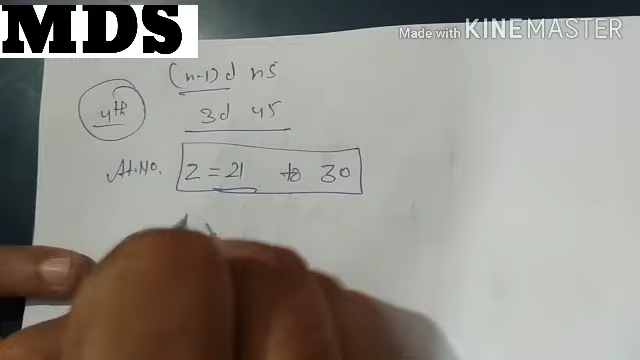 MDS
Made with KINEMASTER
(n-1)d ns
4th
3d 4s
At.No. Z = 21 to 30